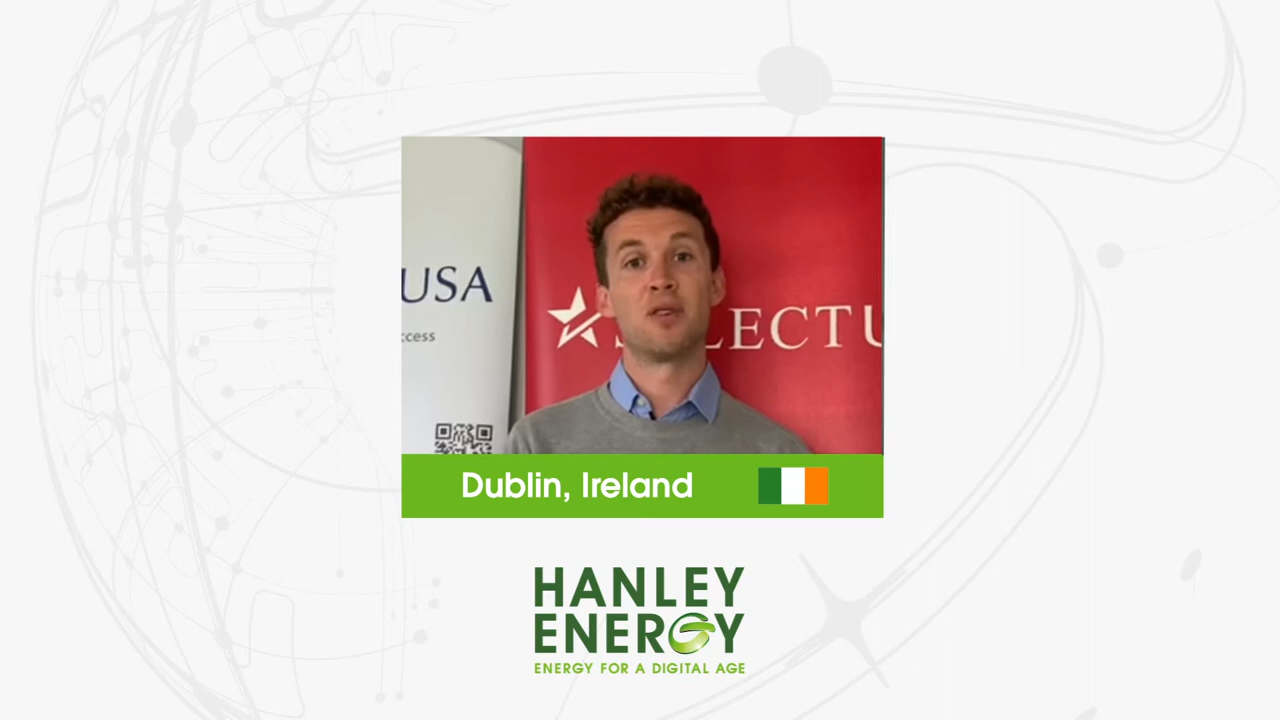 USA
ccess
LECTU
Dublin, Ireland
HANLEY
ENERGY
ENERGY FOR A DIGITAL AGE